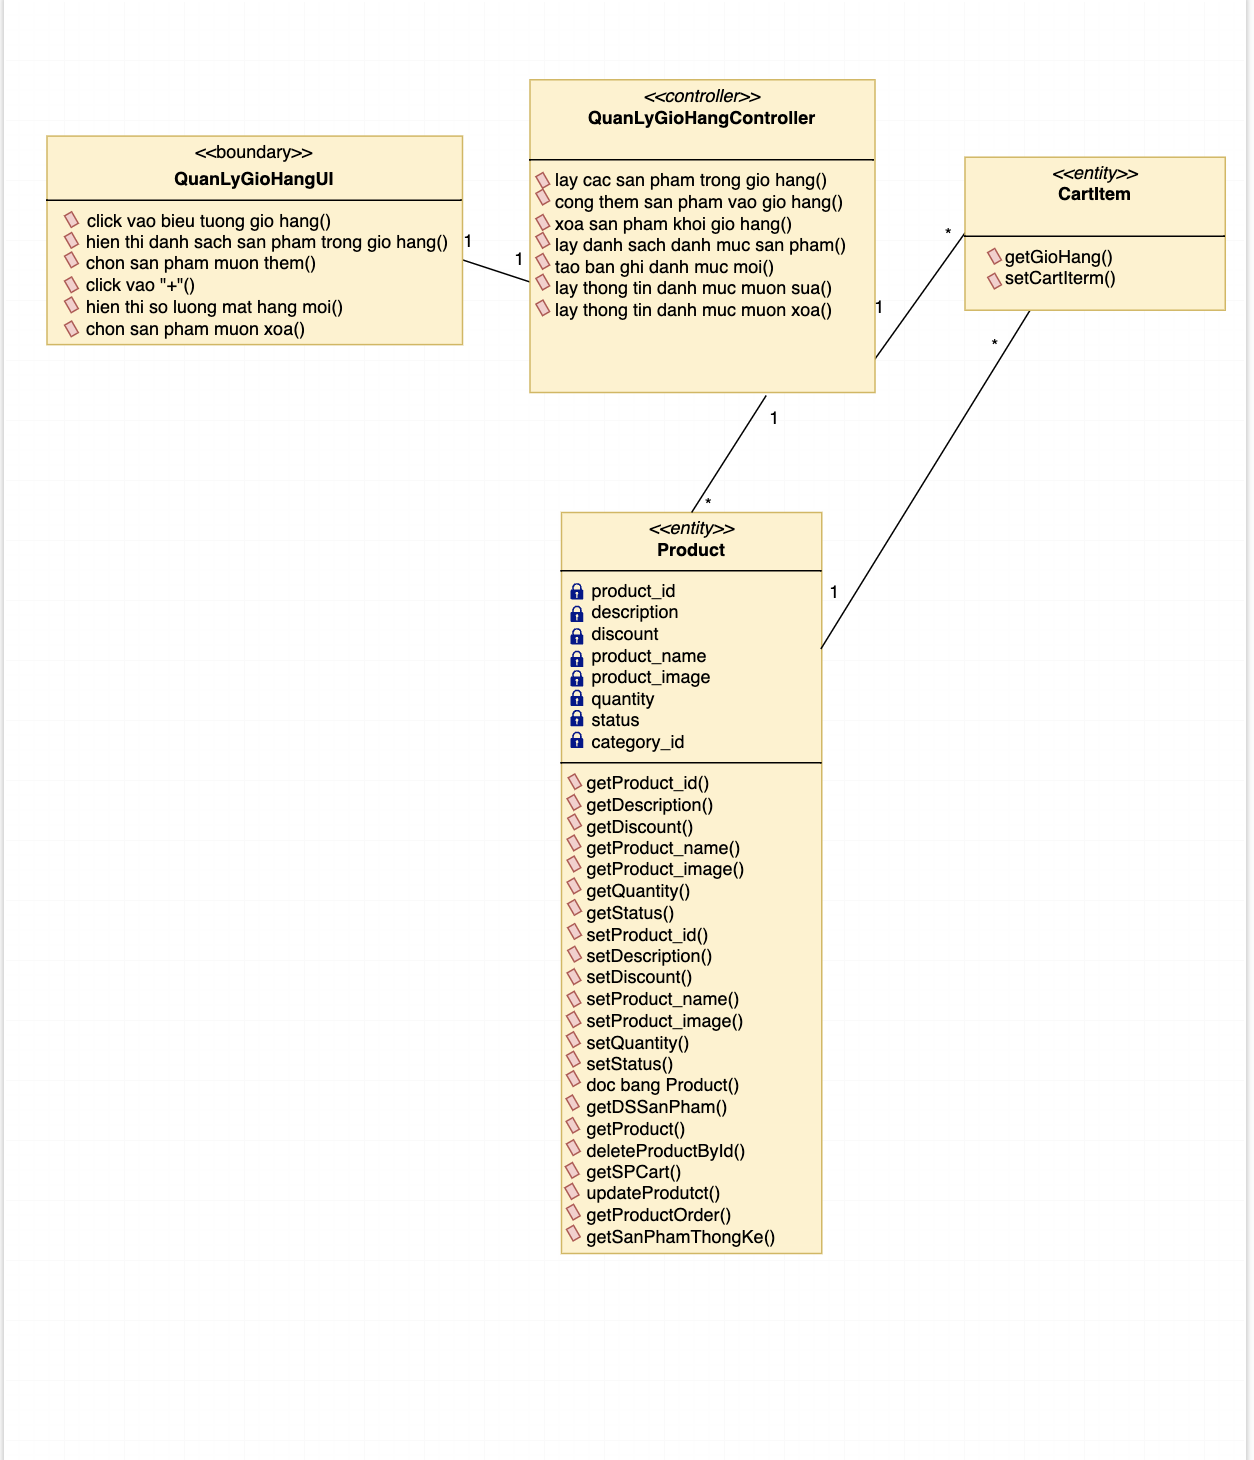 <<boundary>>
QuanLyGioHangUI
click vao bieu tuong gio hang()
hien thi danh sach san pham trong gio hang()
chon san pham muon them()
click vao "+"()
hien thi so luong mat hang moi()
chon san pham muon xoa()
1
1
<<controller>>
QuanLyGioHangController
lay cac san pham trong gio hang()
cong them san pham vao gio hang()
xoa san pham khoi gio hang()
lay danh sach danh muc san pham()
tao ban ghi danh muc moi()
lay thong tin danh muc muon sua()
lay thong tin danh muc muon xoa()
1
*
<<entity>>
CartItem
getGioHang()
setCartIterm()
*
1
1
*
<<entity>>
Product
product_id
description
discount
product_name
product_image
quantity
status
category_id
getProduct_id()
getDescription()
getDiscount()
getProduct_name()
getProduct_image()
getQuantity()
getStatus()
setProduct_id()
setDescription()
setDiscount()
setProduct_name()
setProduct_image()
setQuantity()
setStatus()
doc bang Product()
getDSSanPham()
getProduct()
deleteProductById()
getSPCart()
updateProdutct()
getProductOrder()
getSanPhamThongKe()